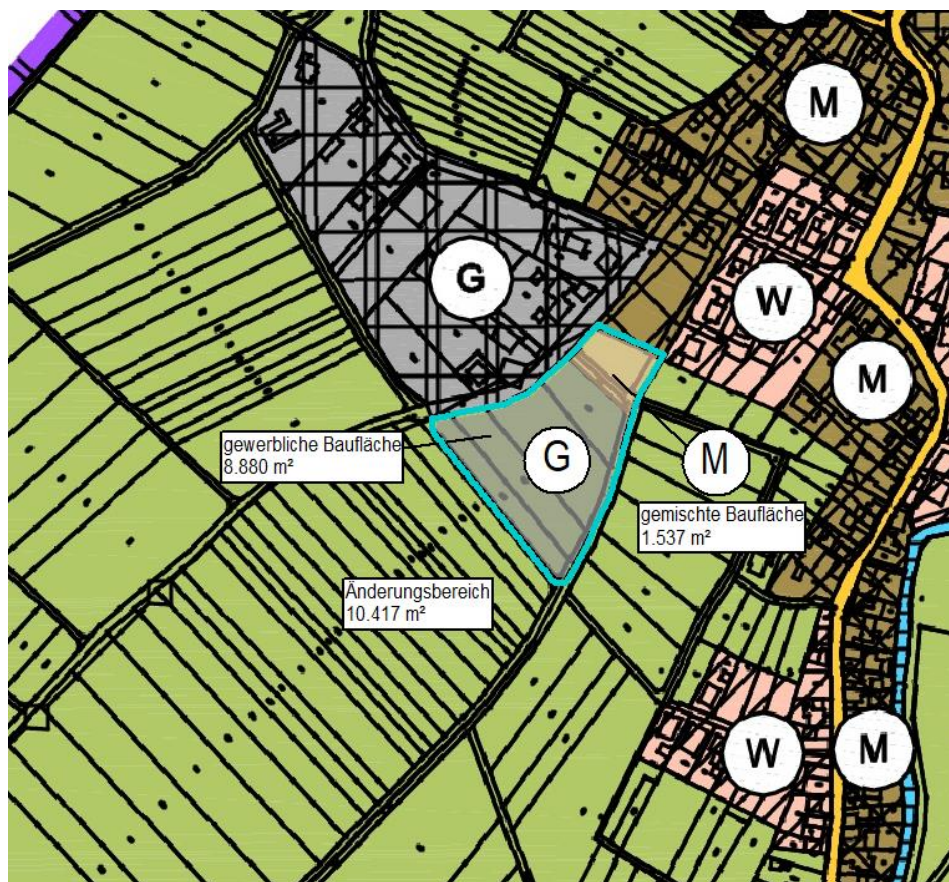 M
G
W
M
gewerbliche Baufläche
8.880 m²
G
M
gemischte Baufläche
1.537 m²
Änderungsbereich
10.417 m²
W
M